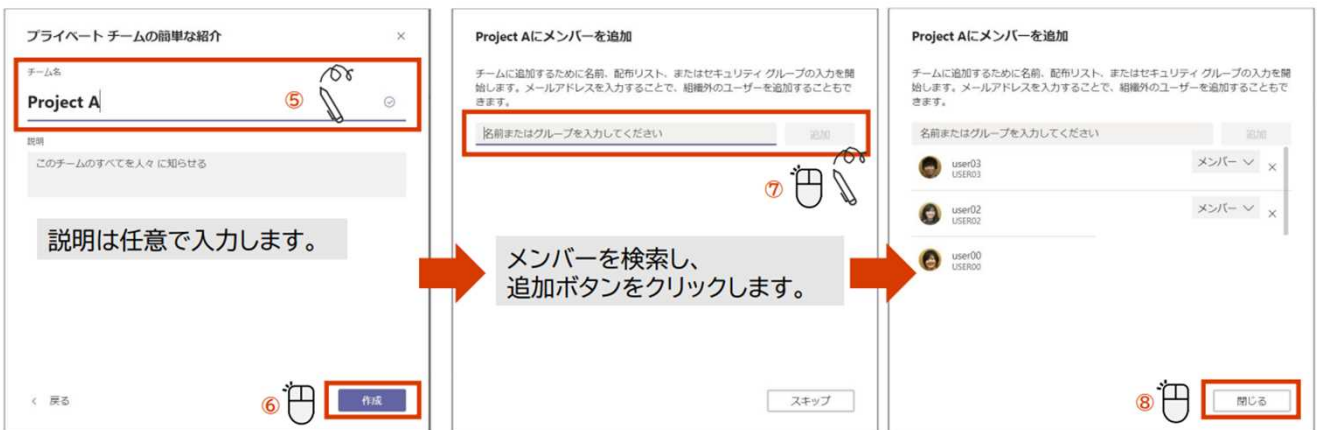 プライベート チームの簡単な紹介
×
チーム名
Project A
⑤
説明
このチームのすべてを人々 に知らせる
説明は任意で入力します。
< 戻る
⑥
作成
Project Aにメンバーを追加
チームに追加するために名前、配布リスト、またはセキュリティ グループの入力を開
始します。メールアドレスを入力することで、組織外のユーザーを追加することもで
きます。
名前またはグループを入力してください
追加
⑦
メンバーを検索し、
追加ボタンをクリックします。
スキップ
Project Aにメンバーを追加
チームに追加するために名前、配布リスト、またはセキュリティ グループの入力を開
始します。メールアドレスを入力することで、組織外のユーザーを追加することもで
きます。
名前またはグループを入力してください
追加
user03
USER03
メンバー
×
user02
USER02
メンバー
×
user00
USER00
⑧
閉じる